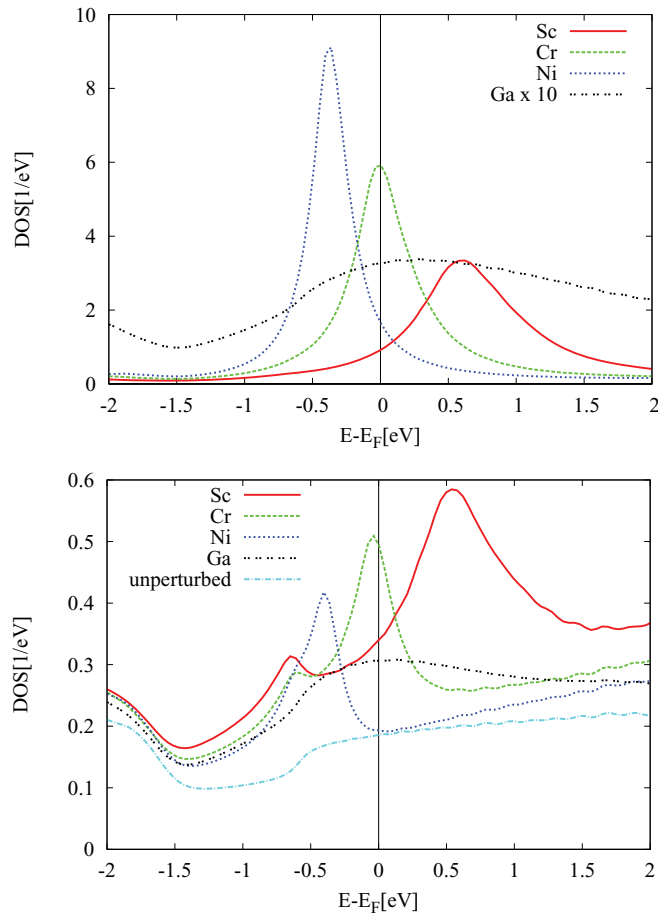 10
8
6
4
2
0
DOS[1/eV]
Sc
Cr
Ni
Ga x 10
-2 -1.5 -1 -0.5 0 0.5 1 1.5 2
E-E_F[eV]
0.6
0.5
0.4
0.3
0.2
0.1
0
DOS[1/eV]
Sc
Cr
Ni
Ga
unperturbed
-2 -1.5 -1 -0.5 0 0.5 1 1.5 2
E-E_F[eV]